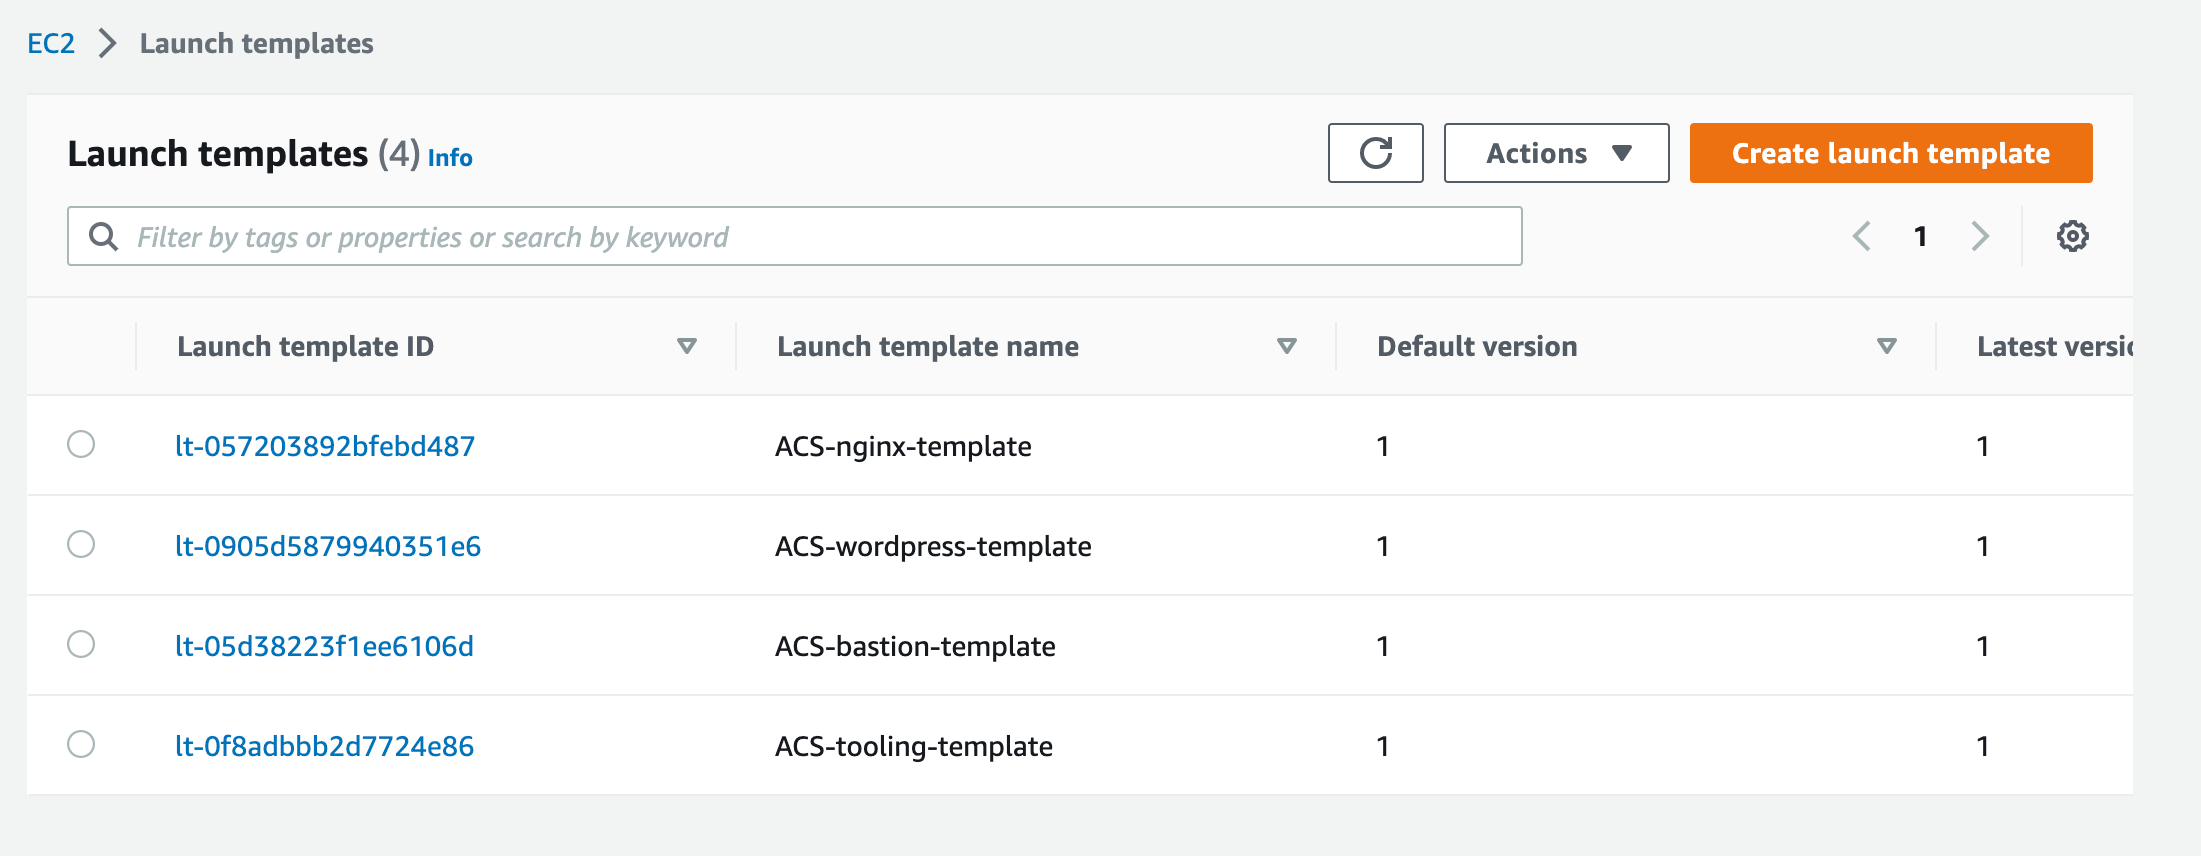 EC2 Launch templates
Launch templates (4) Info
Actions
Create launch template
Filter by tags or properties or search by keyword
1
Launch template ID Launch template name Default version Latest versio
lt-057203892bfebd487 ACS-nginx-template 1 1
lt-0905d5879940351e6 ACS-wordpress-template 1 1
lt-05d38223f1ee6106d ACS-bastion-template 1 1
lt-0f8adbbb2d7724e86 ACS-tooling-template 1 1